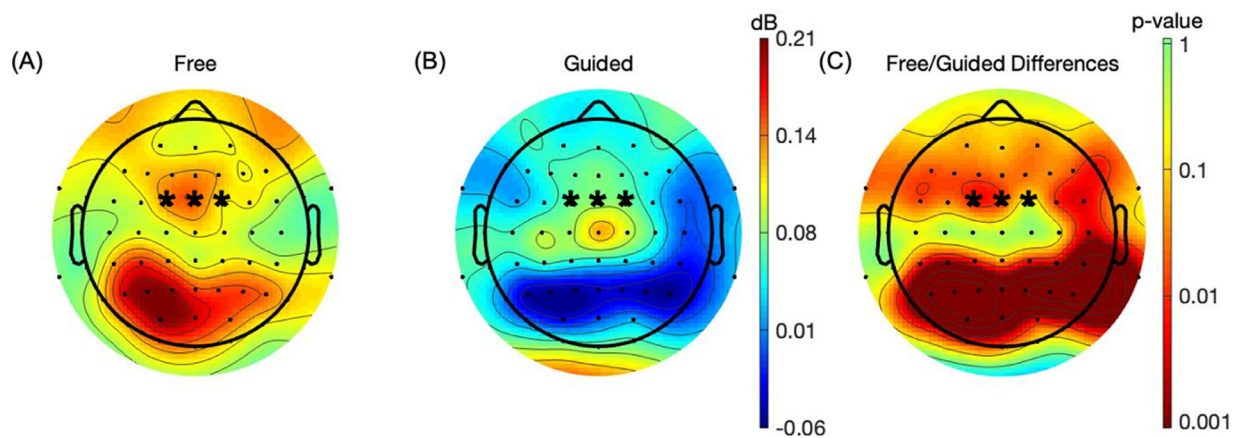 (A)
Free
(B)
Guided
dB
0.21
0.14
0.08
0.01
-0.06
(C)
Free/Guided Differences
p-value
1
0.1
0.01
0.001